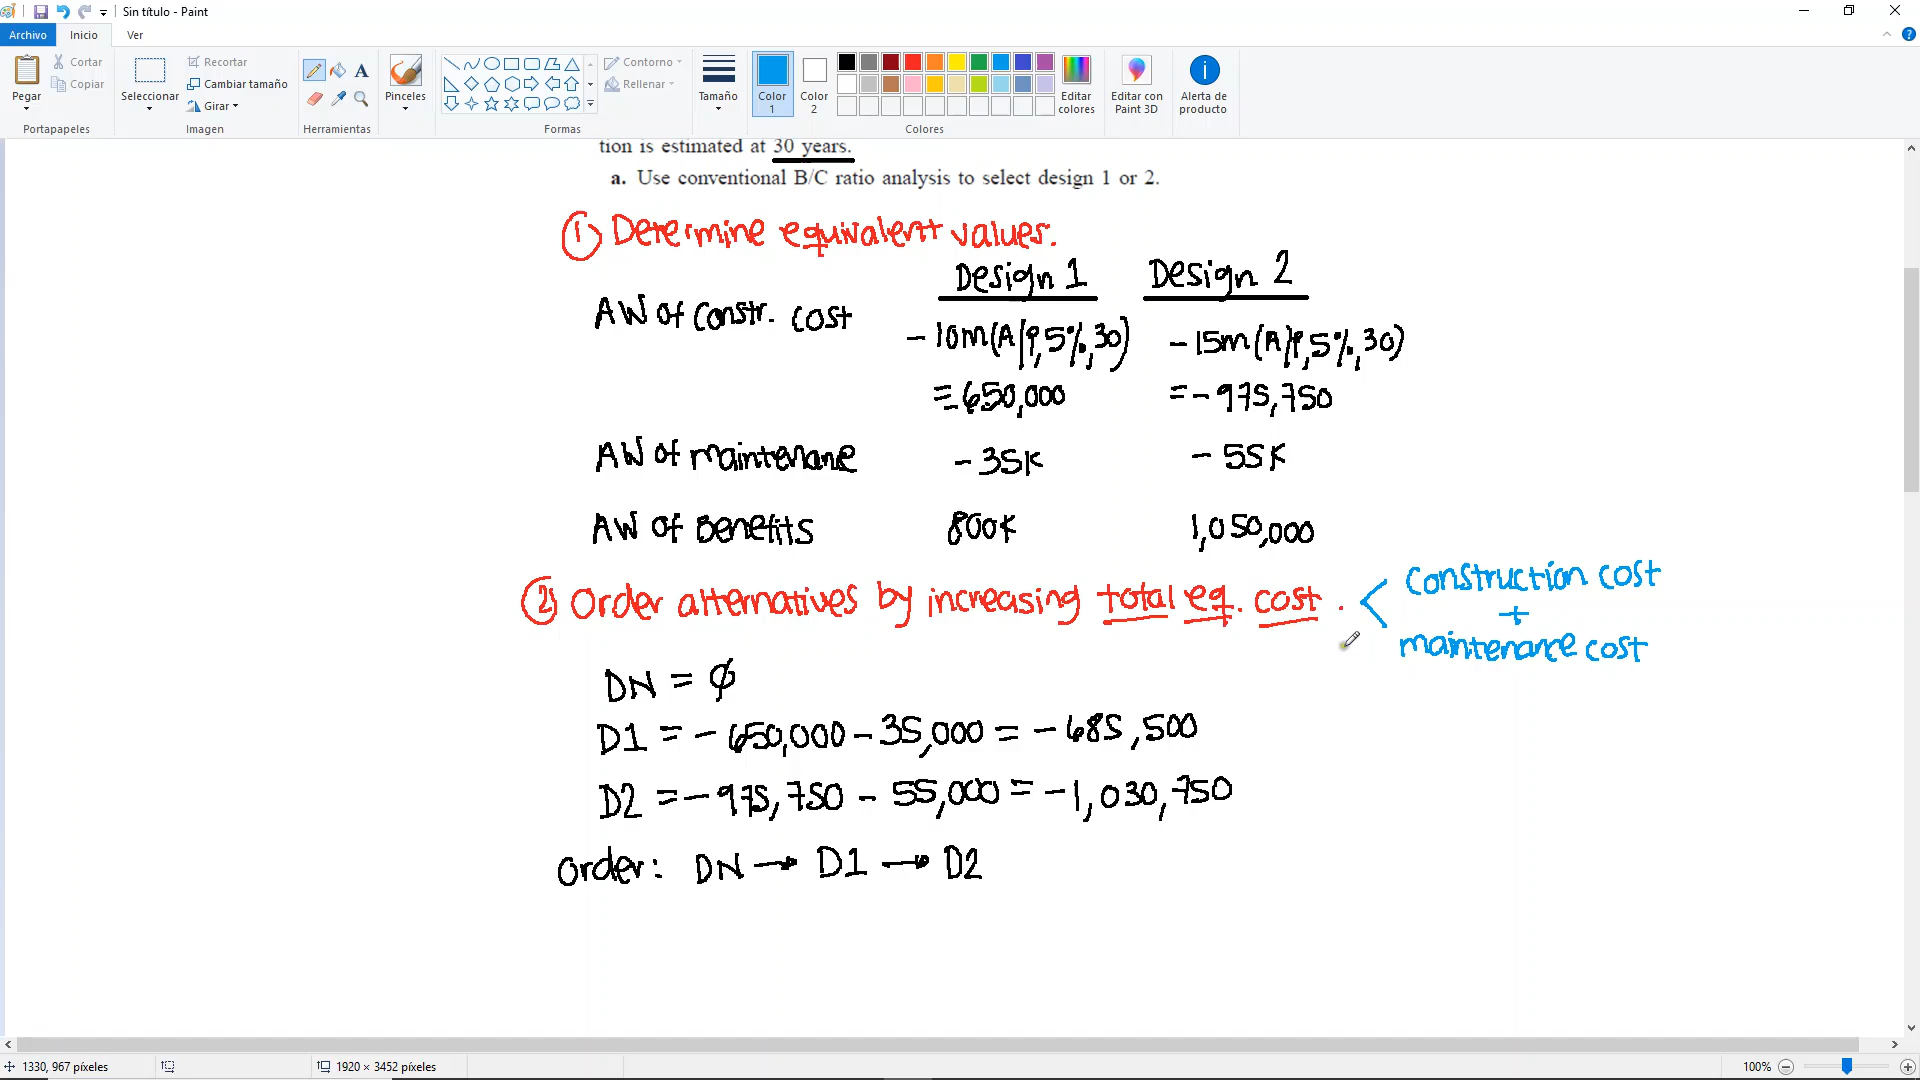 Sin título - Paint
Archivo Inicio Ver
Pegar
Cortar
Copiar
Portapapeles
Seleccionar
Recortar
Cambiar tamaño
Girar
Imagen
A
Herramientas
Pinceles
Contorno
Rellenar
Formas
Tamaño
Color 1
Color 2
Editar colores
Colores
Editar con Paint 3D
Alerta de producto
tion is estimated at 30 years.
a. Use conventional B/C ratio analysis to select design 1 or 2.
① Determine equivalent values.
Design 1 Design 2
AW of constr. cost
-10M(A|P,5%,30) -15M(A|P,5%,30)
=-650,000 =-975,750
AW of maintenance -35K -55K
AW of Benefits 800K 1,050,000
② Order alternatives by increasing total eq. cost.
construction cost
+
maintenance cost
DN = ϕ
D1 = -650,000 - 35,000 = -685,500
D2 = -975,750 - 55,000 = -1,030,750
Order: DN → D1 → D2
1330, 967 píxeles
1920 × 3452 píxeles
100%